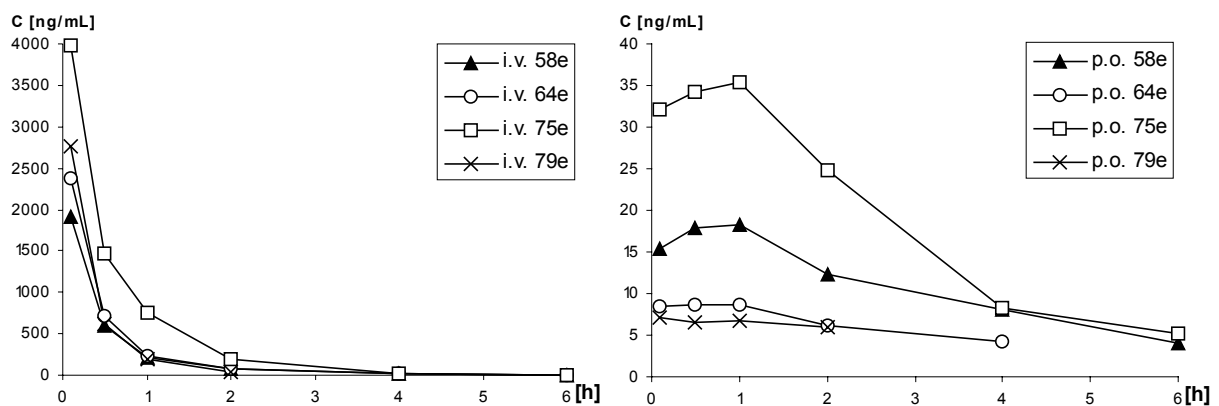 C [ng/mL]
4000
3500
3000
2500
2000
1500
1000
500
0
0 1 2 3 4 5 6 [h]
i.v. 58e
i.v. 64e
i.v. 75e
i.v. 79e
C [ng/mL]
40
35
30
25
20
15
10
5
0
0 1 2 3 4 5 6 [h]
p.o. 58e
p.o. 64e
p.o. 75e
p.o. 79e